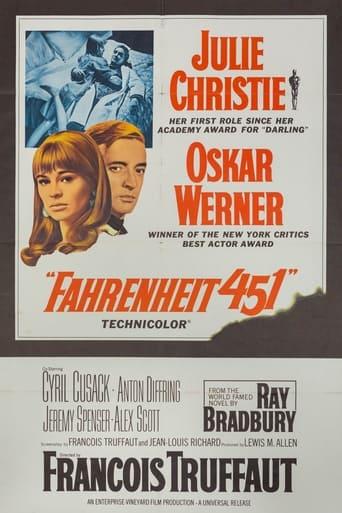 JULIE
CHRISTIE
HER FIRST ROLE SINCE HER
ACADEMY AWARD FOR "DARLING"
OSKAR
WERNER
WINNER OF THE NEW YORK CRITICS
BEST ACTOR AWARD
"FAHRENHEIT 451"
TECHNICOLOR®
Co-Starring
CYRIL CUSACK · ANTON DIFFRING
JEREMY SPENSER · ALEX SCOTT
FROM THE
WORLD FAMED
NOVEL BY
RAY
BRADBURY
Screenplay by FRANCOIS TRUFFAUT and JEAN-LOUIS RICHARD Produced by LEWIS M. ALLEN
Directed by
FRANCOIS TRUFFAUT
AN ENTERPRISE VINEYARD FILM PRODUCTION - A UNIVERSAL RELEASE